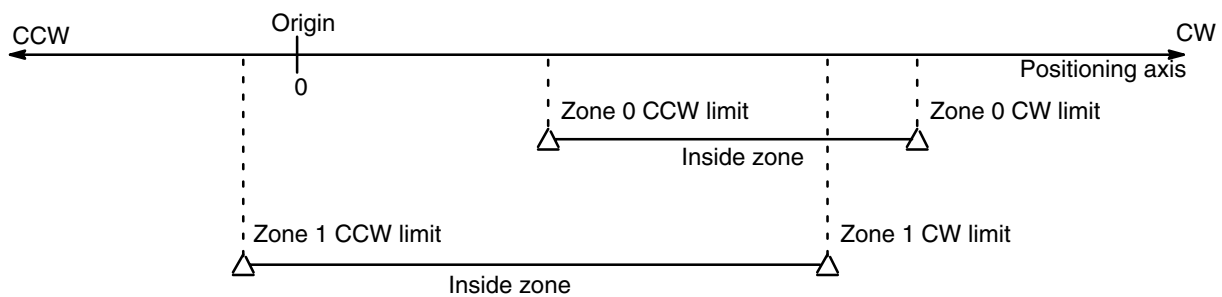 CCW
Origin
CW
0
Positioning axis
Zone 0 CCW limit
Zone 0 CW limit
Inside zone
Zone 1 CCW limit
Zone 1 CW limit
Inside zone